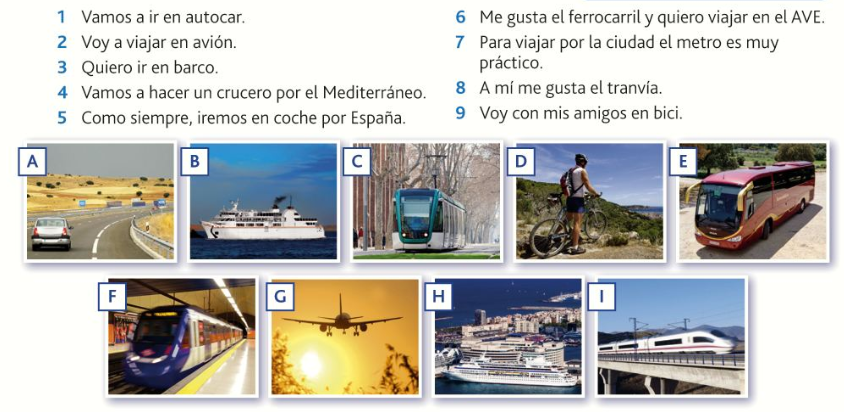 1 Vamos a ir en autocar.
2 Voy a viajar en avión.
3 Quiero ir en barco.
4 Vamos a hacer un crucero por el Mediterráneo.
5 Como siempre, iremos en coche por España.
6 Me gusta el ferrocarril y quiero viajar en el AVE.
7 Para viajar por la ciudad el metro es muy
práctico.
8 A mí me gusta el tranvía.
9 Voy con mis amigos en bici.
A
B
C
D
E
F
G
H
I